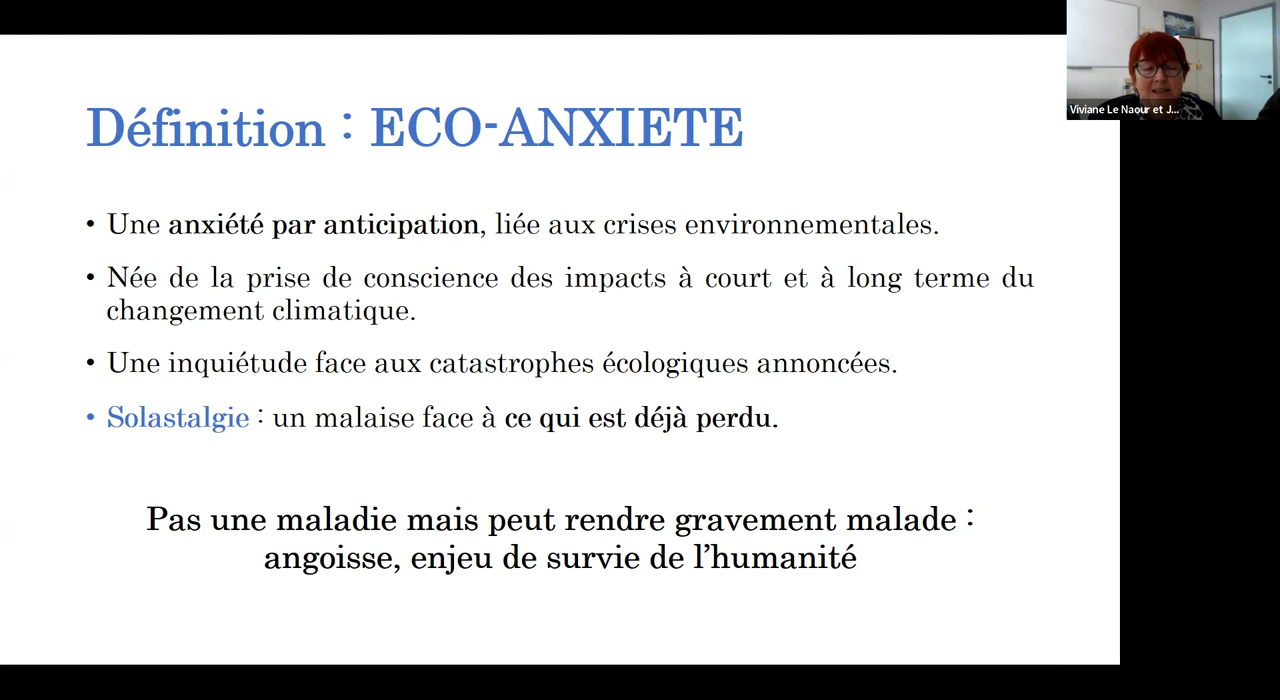 Définition : ECO-ANXIETE
• Une anxiété par anticipation, liée aux crises environnementales.
• Née de la prise de conscience des impacts à court et à long terme du
changement climatique.
• Une inquiétude face aux catastrophes écologiques annoncées.
• Solastalgie : un malaise face à ce qui est déjà perdu.
Pas une maladie mais peut rendre gravement malade :
angoisse, enjeu de survie de l’humanité
Viviane Le Naour et J...